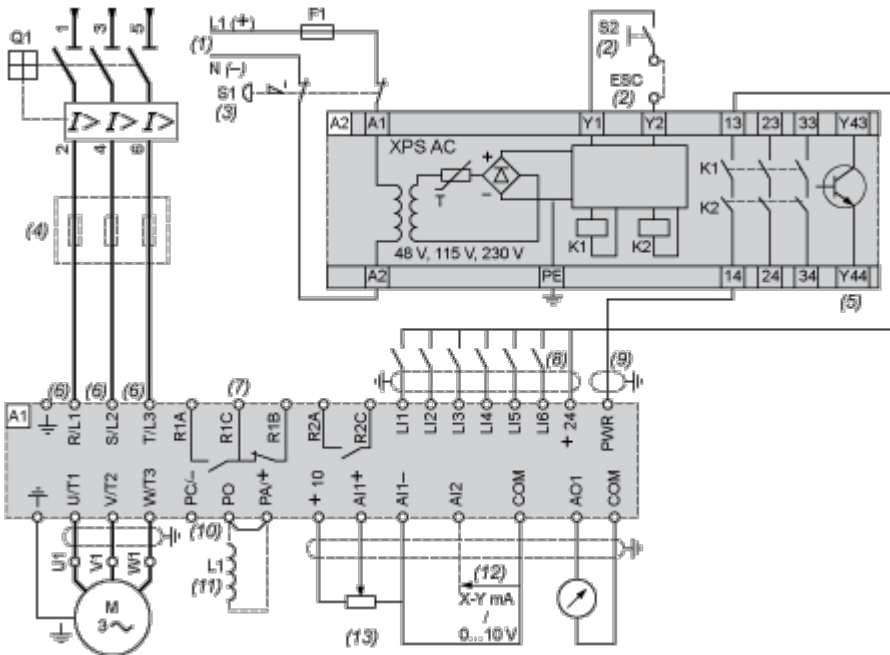 1 3 5
Q1
I> I> I>
2 4 6
(4)
L1 (+)
F1
(1)
N (–)
S1
(3)
S2
(2)
ESC
(2)
A2 A1 Y1 Y2 13 23 33 Y43
XPS AC
+
–
T
K1
K2
48 V, 115 V, 230 V
K1 K2
A2 PE 14 24 34 Y44
(5)
(6) (6) (6) (7) (8) (9)
A1
R/L1 S/L2 T/L3 R1A R1C R1B R2A R2C LI1 LI2 LI3 LI4 LI5 LI6 + 24 PWR
U/T1 V/T2 W/T3 PC/– PO PA/+ + 10 AI1+ AI1– AI2 COM AO1 COM
(10)
U1 V1 W1
L1
(11)
(12)
X-Y mA
/
0...10 V
(13)
M
3